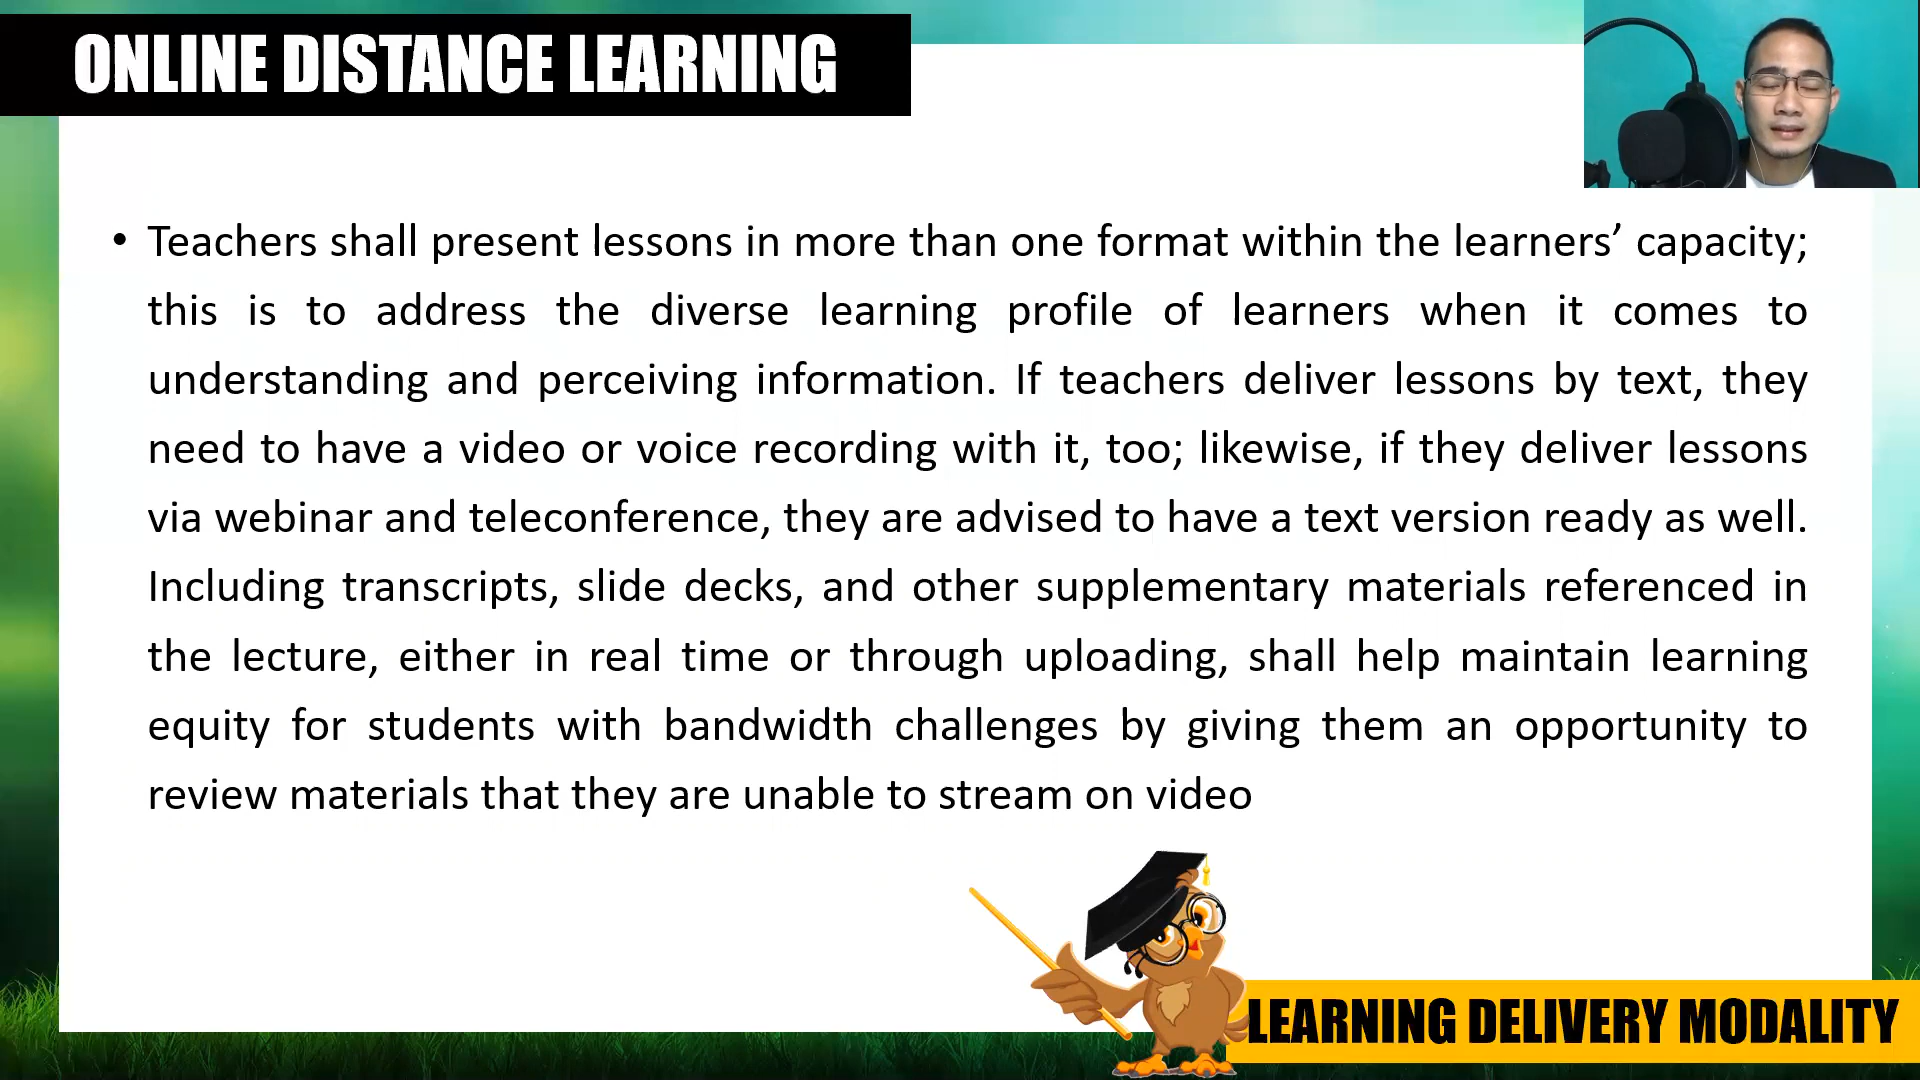 ONLINE DISTANCE LEARNING
• Teachers shall present lessons in more than one format within the learners’ capacity;
this is to address the diverse learning profile of learners when it comes to
understanding and perceiving information. If teachers deliver lessons by text, they
need to have a video or voice recording with it, too; likewise, if they deliver lessons
via webinar and teleconference, they are advised to have a text version ready as well.
Including transcripts, slide decks, and other supplementary materials referenced in
the lecture, either in real time or through uploading, shall help maintain learning
equity for students with bandwidth challenges by giving them an opportunity to
review materials that they are unable to stream on video
LEARNING DELIVERY MODALITY